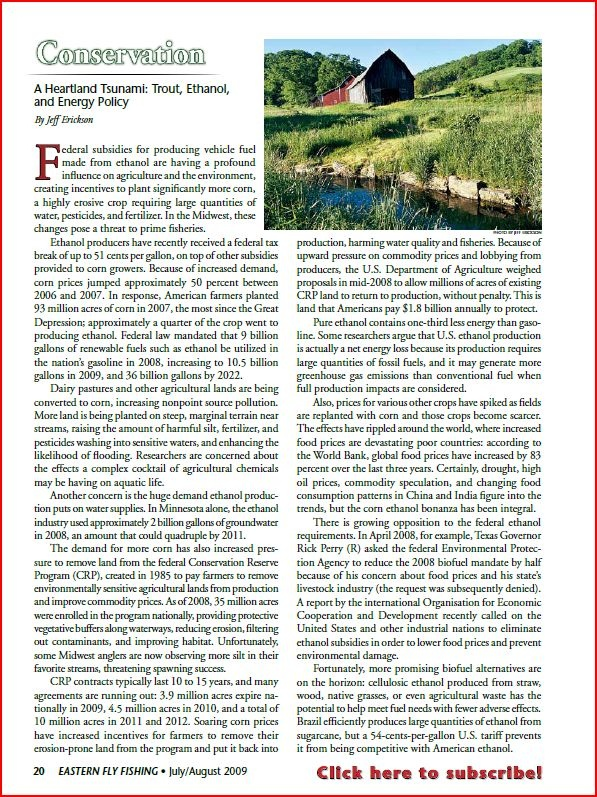 Conservation
A Heartland Tsunami: Trout, Ethanol,
and Energy Policy
By Jeff Erickson
Federal subsidies for producing vehicle fuel
made from ethanol are having a profound
influence on agriculture and the environment,
creating incentives to plant significantly more corn,
a highly erosive crop requiring large quantities of
water, pesticides, and fertilizer. In the Midwest, these
changes pose a threat to prime fisheries.
Ethanol producers have recently received a federal tax
break of up to 51 cents per gallon, on top of other subsidies
provided to corn growers. Because of increased demand,
corn prices jumped approximately 50 percent between
2006 and 2007. In response, American farmers planted
93 million acres of corn in 2007, the most since the Great
Depression; approximately a quarter of the crop went to
producing ethanol. Federal law mandated that 9 billion
gallons of renewable fuels such as ethanol be utilized in
the nation's gasoline in 2008, increasing to 10.5 billion
gallons in 2009, and 36 billion gallons by 2022.
Dairy pastures and other agricultural lands are being
converted to corn, increasing nonpoint source pollution.
More land is being planted on steep, marginal terrain near
streams, raising the amount of harmful silt, fertilizer, and
pesticides washing into sensitive waters, and enhancing the
likelihood of flooding. Researchers are concerned about
the effects a complex cocktail of agricultural chemicals
may be having on aquatic life.
Another concern is the huge demand ethanol produc-
tion puts on water supplies. In Minnesota alone, the ethanol
industry used approximately 2 billion gallons of groundwater
in 2008, an amount that could quadruple by 2011.
The demand for more corn has also increased pres-
sure to remove land from the federal Conservation Reserve
Program (CRP), created in 1985 to pay farmers to remove
environmentally sensitive agricultural lands from production
and improve commodity prices. As of 2008, 35 million acres
were enrolled in the program nationally, providing protective
vegetative buffers along waterways, reducing erosion, filtering
out contaminants, and improving habitat. Unfortunately,
some Midwest anglers are now observing more silt in their
favorite streams, threatening spawning success.
CRP contracts typically last 10 to 15 years, and many
agreements are running out: 3.9 million acres expire na-
tionally in 2009, 4.5 million acres in 2010, and a total of
10 million acres in 2011 and 2012. Soaring corn prices
have increased incentives for farmers to remove their
erosion-prone land from the program and put it back into
PHOTO BY JEFF ERICKSON
production, harming water quality and fisheries. Because of
upward pressure on commodity prices and lobbying from
producers, the U.S. Department of Agriculture weighed
proposals in mid-2008 to allow millions of acres of existing
CRP land to return to production, without penalty. This is
land that Americans pay $1.8 billion annually to protect.
Pure ethanol contains one-third less energy than gaso-
line. Some researchers argue that U.S. ethanol production
is actually a net energy loss because its production requires
large quantities of fossil fuels, and it may generate more
greenhouse gas emissions than conventional fuel when
full production impacts are considered.
Also, prices for various other crops have spiked as fields
are replanted with corn and those crops become scarcer.
The effects have rippled around the world, where increased
food prices are devastating poor countries: according to
the World Bank, global food prices have increased by 83
percent over the last three years. Certainly, drought, high
oil prices, commodity speculation, and changing food
consumption patterns in China and India figure into the
trends, but the corn ethanol bonanza has been integral.
There is growing opposition to the federal ethanol
requirements. In April 2008, for example, Texas Governor
Rick Perry (R) asked the federal Environmental Protec-
tion Agency to reduce the 2008 biofuel mandate by half
because of his concern about food prices and his state's
livestock industry (the request was subsequently denied).
A report by the international Organisation for Economic
Cooperation and Development recently called on the
United States and other industrial nations to eliminate
ethanol subsidies in order to lower food prices and prevent
environmental damage.
Fortunately, more promising biofuel alternatives are
on the horizon: cellulosic ethanol produced from straw,
wood, native grasses, or even agricultural waste has the
potential to help meet fuel needs with fewer adverse effects.
Brazil efficiently produces large quantities of ethanol from
sugarcane, but a 54-cents-per-gallon U.S. tariff prevents
it from being competitive with American ethanol.
20 EASTERN FLY FISHING • July/August 2009
Click here to subscribe!